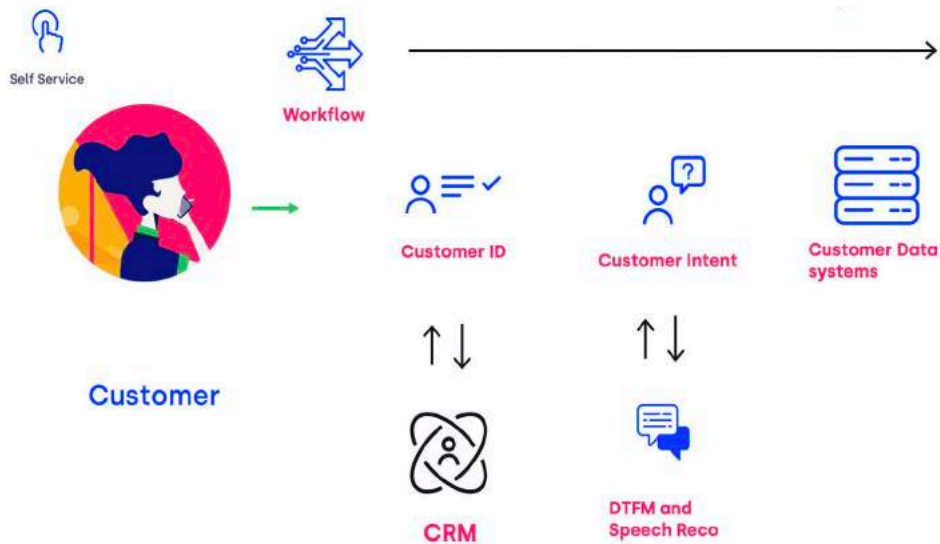 Self Service
Workflow
Customer ID
Customer Intent
Customer Data
systems
Customer
CRM
DTFM and
Speech Reco